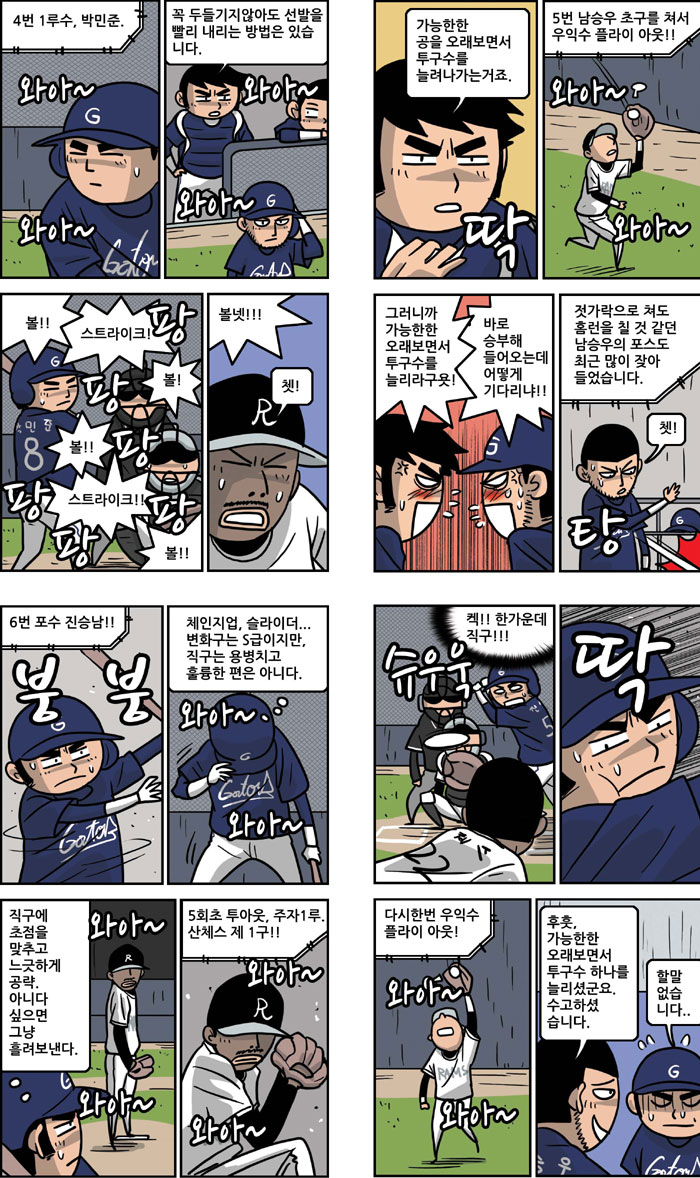 4번 1루수, 박민준.
와아~
G
와아~
Gators
꼭 두들기지않아도 선발을
빨리 내리는 방법은 있습
니다.
와아~
와아~
G
볼!!
스트라이크!
팡
볼!
팡
G
박민준
8
볼!!
팡
스트라이크!!
팡
팡
팡
볼!!
볼넷!!!
쳇!
R
가능한한
공을 오래보면서
투구수를
늘려나가는거죠.
딱
5번 남승우 초구를 쳐서
우익수 플라이 아웃!!
와아~
와아~
그러니까
가능한한
오래보면서
투구수를
늘리라구욧!
바로
승부해
들어오는데
어떻게
기다리냐!!
G
젓가락으로 쳐도
홈런을 칠 것 같던
남승우의 포스도
최근 많이 잦아
들었습니다.
쳇!
탕
G
6번 포수 진승남!!
붕
붕
G
Gators
체인지업, 슬라이더...
변화구는 S급이지만,
직구는 용병치고
훌륭한 편은 아니다.
와아~
G
Gators
와아~
직구에
초점을
맞추고
느긋하게
공략.
아니다
싶으면
그냥
흘려보낸다.
와아~
R
와아~
G
5회초 투아웃, 주자1루.
산체스 제 1구!!
와아~
R
와아~
켁!! 한가운데
직구!!!
슈우욱
G
5
딱
G
다시한번 우익수
플라이 아웃!
와아~
RAMS
와아~
후훗,
가능한한
오래보면서
투구수 하나를
늘리셨군요.
수고하셨
습니다.
할말
없습
니다..
G
우
Gators